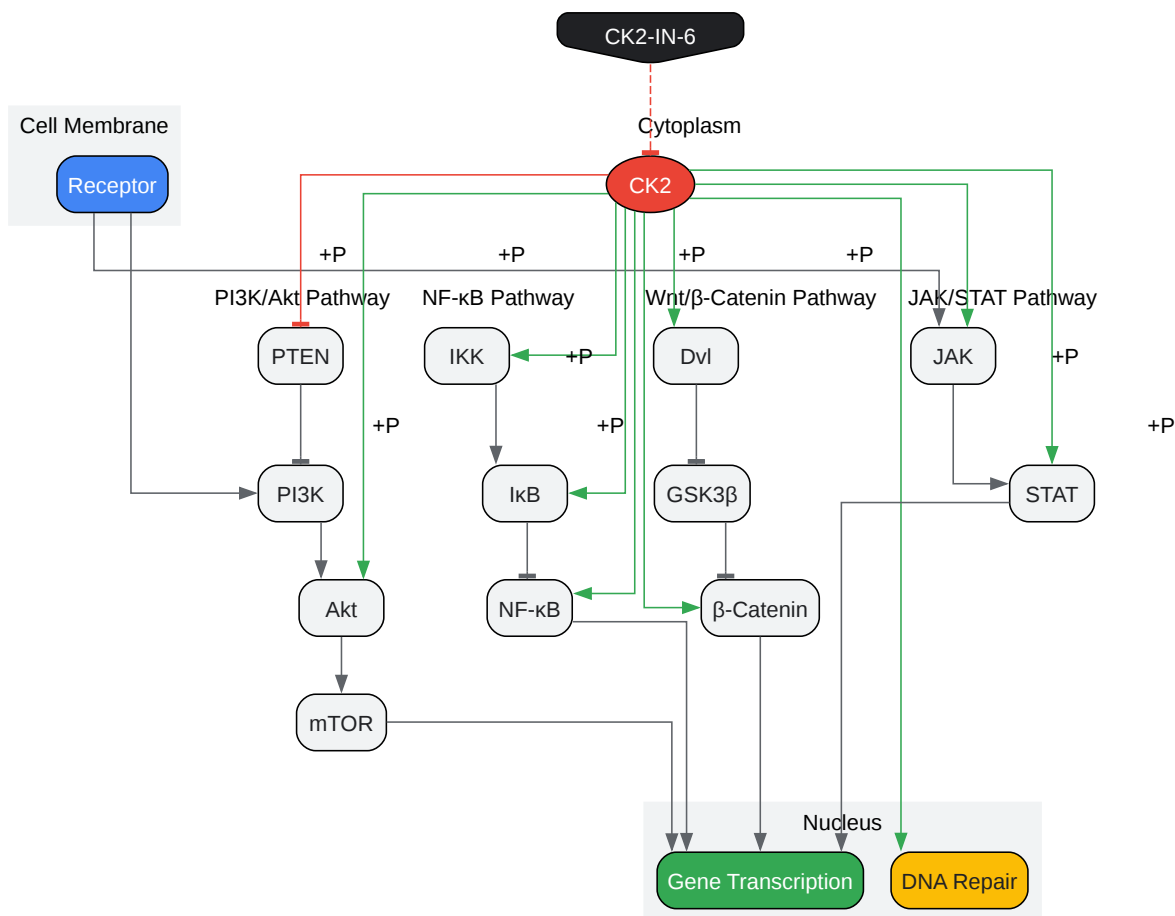 CK2-IN-6
Cell Membrane
Cytoplasm
Receptor
CK2
+P
+P
+P
+P
PI3K/Akt Pathway
NF-κB Pathway
Wnt/β-Catenin Pathway
JAK/STAT Pathway
PTEN
IKK
+P
Dvl
JAK
+P
+P
+P
+P
PI3K
IκB
GSK3β
STAT
Akt
NF-κB
β-Catenin
mTOR
Nucleus
Gene Transcription
DNA Repair